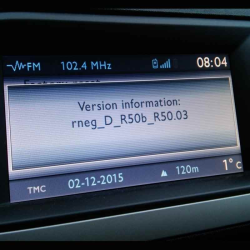 FM 102.4 MHz 08:04
Version information:
rneg_D_R50b_R50.03
TMC 02-12-2015 120m 1° c